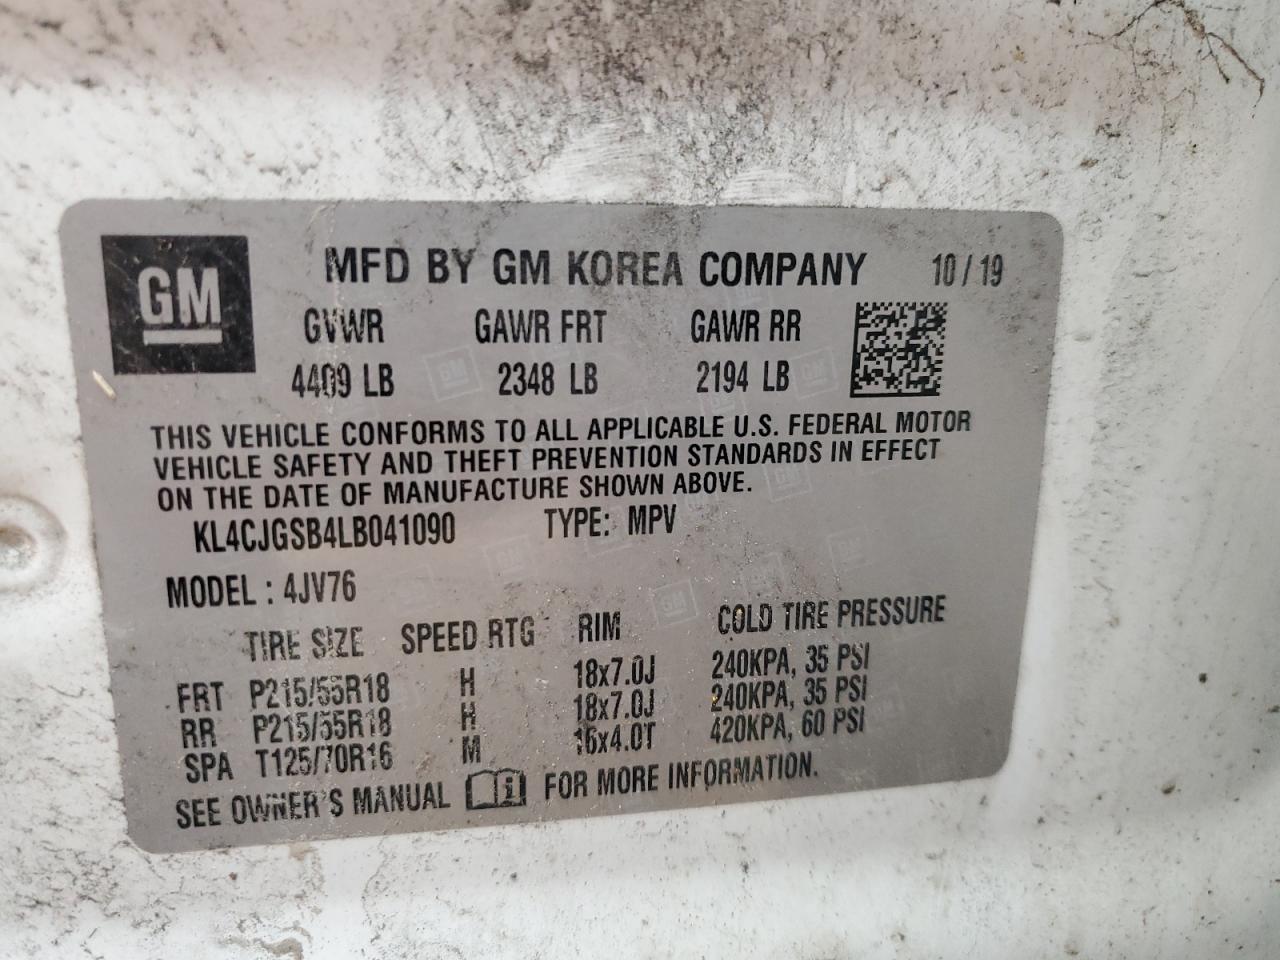 GM
MFD BY GM KOREA COMPANY 10/19
GVWR GAWR FRT GAWR RR
4409 LB 2348 LB 2194 LB
THIS VEHICLE CONFORMS TO ALL APPLICABLE U.S. FEDERAL MOTOR
VEHICLE SAFETY AND THEFT PREVENTION STANDARDS IN EFFECT
ON THE DATE OF MANUFACTURE SHOWN ABOVE.
KL4CJGSB4LB041090 TYPE: MPV
MODEL : 4JV76
TIRE SIZE SPEED RTG RIM COLD TIRE PRESSURE
FRT P215/55R18 H 18x7.0J 240KPA, 35 PSI
RR P215/55R18 H 18x7.0J 240KPA, 35 PSI
SPA T125/70R16 M 16x4.0T 420KPA, 60 PSI
SEE OWNER'S MANUAL i FOR MORE INFORMATION.